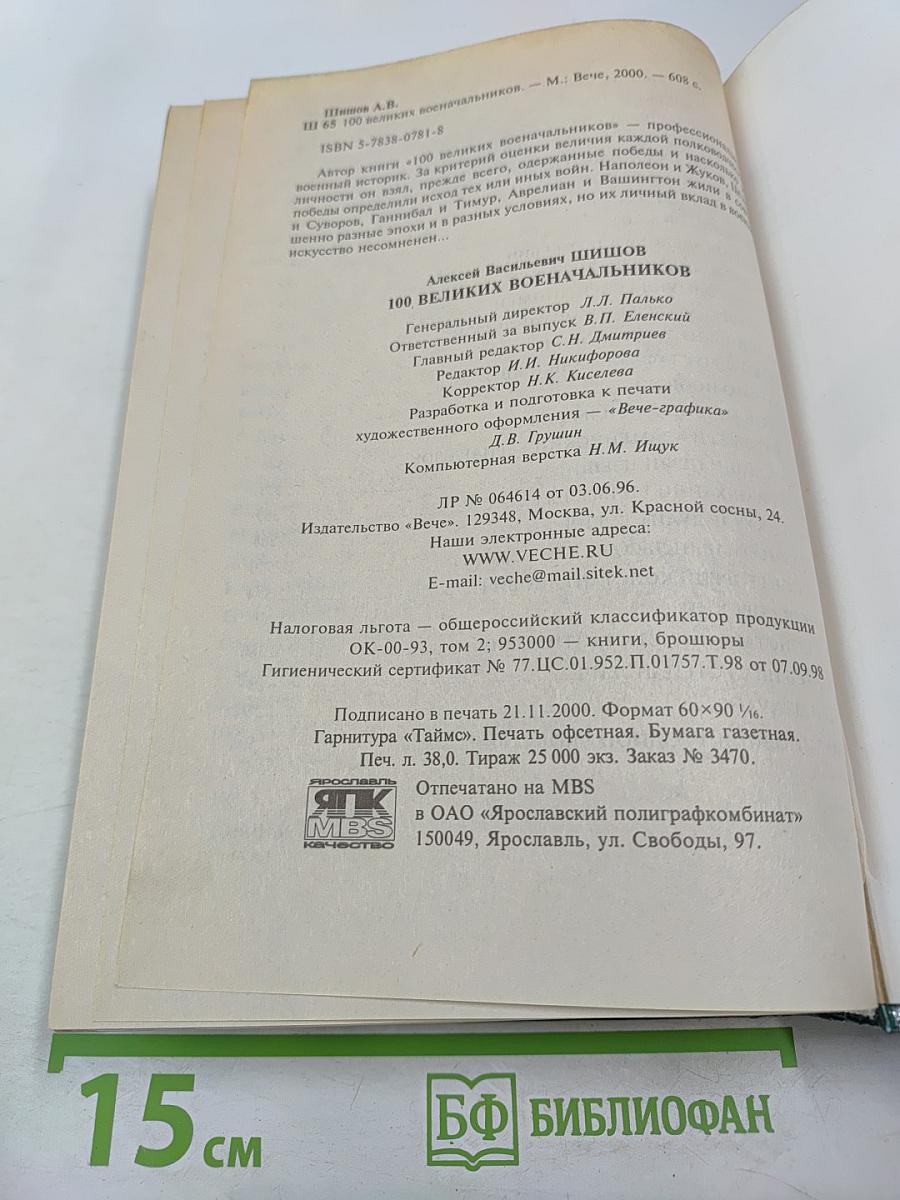 Шишов А.В.
Ш 65 100 великих военачальников. — М.: Вече, 2000. — 608 с.
ISBN 5-7838-0781-8
Автор книги «100 великих военачальников» —
военный историк. За критерий оценки величия каждой
личности он взял, прежде всего, одержанные победы и насколько
победы определили исход тех или иных войн. Наполеон и Жуков,
и Суворов, Ганнибал и Тимур, Аврелиан и Вашингтон жили в
шенно разные эпохи и в разных условиях, но их личный вклад в
искусство несомненен...
Алексей Васильевич ШИШОВ
100 ВЕЛИКИХ ВОЕНАЧАЛЬНИКОВ
Генеральный директор Л.Л. Палько
Ответственный за выпуск В.П. Еленский
Главный редактор С.Н. Дмитриев
Редактор И.И. Никифорова
Корректор Н.К. Киселева
Разработка и подготовка к печати
художественного оформления — «Вече-графика»
Д.В. Грушин
Компьютерная верстка Н.М. Ищук
ЛР № 064614 от 03.06.96.
Издательство «Вече». 129348, Москва, ул. Красной сосны, 24.
Наши электронные адреса:
WWW.VECHE.RU
E-mail: veche@mail.sitek.net
Налоговая льгота — общероссийский классификатор продукции
ОК-00-93, том 2; 953000 — книги, брошюры
Гигиенический сертификат № 77.ЦС.01.952.П.01757.Т.98 от 07.09.98
Подписано в печать 21.11.2000. Формат 60×90 1/16.
Гарнитура «Таймс». Печать офсетная. Бумага газетная.
Печ. л. 38,0. Тираж 25 000 экз. Заказ № 3470.
ЯРОСЛАВЛЬ
ЯПК
MBS
КАЧЕСТВО
Отпечатано на MBS
в ОАО «Ярославский полиграфкомбинат»
150049, Ярославль, ул. Свободы, 97.
15 см
БФ БИБЛИОФАН